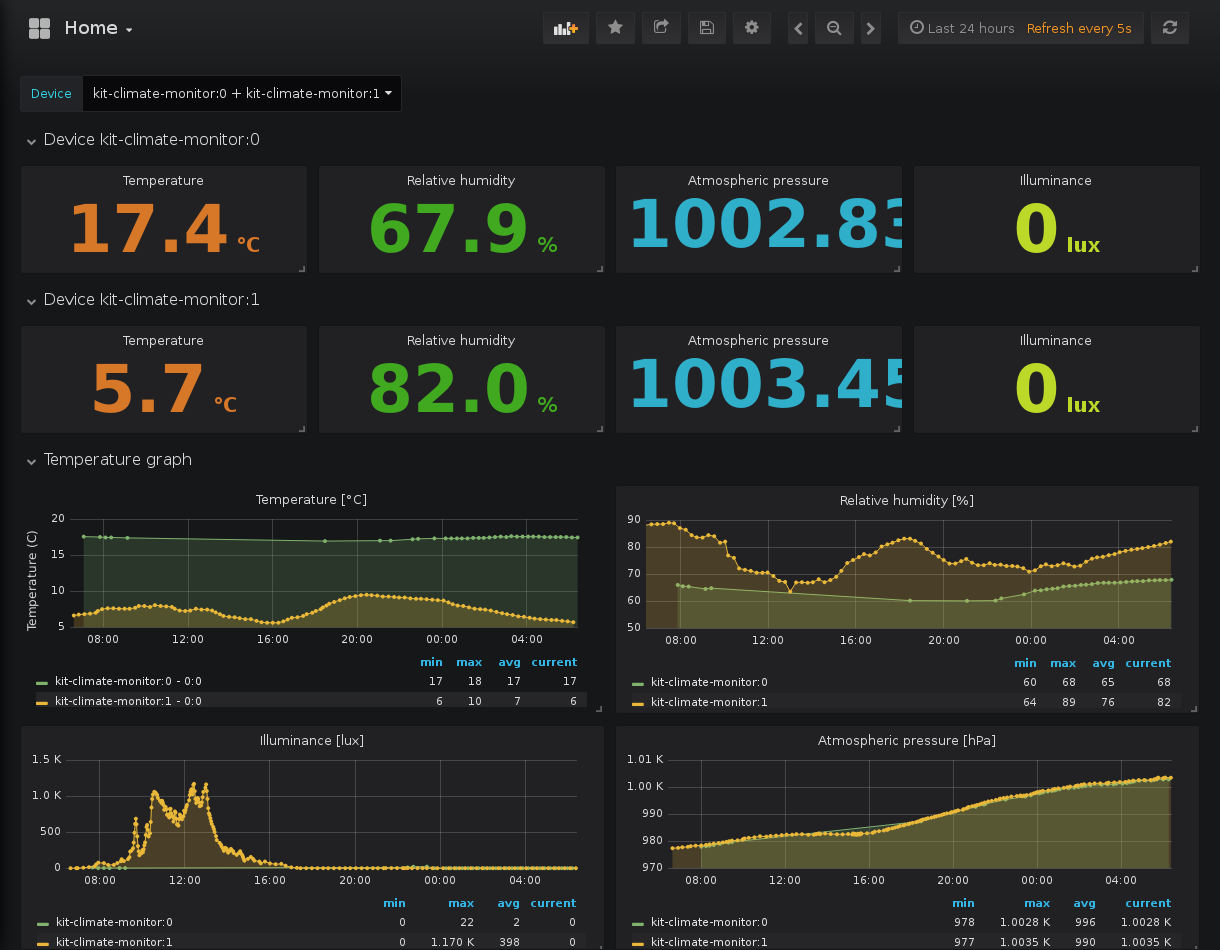 Home
Last 24 hours Refresh every 5s
Device kit-climate-monitor:0 + kit-climate-monitor:1
Device kit-climate-monitor:0
Temperature Relative humidity Atmospheric pressure Illuminance
17.4 °C 67.9 % 1002.83 0 lux
Device kit-climate-monitor:1
Temperature Relative humidity Atmospheric pressure Illuminance
5.7 °C 82.0 % 1003.45 0 lux
Temperature graph
Temperature [°C]
Temperature (C)
20
15
10
5
08:00 12:00 16:00 20:00 00:00 04:00
min max avg current
kit-climate-monitor:0 - 0:0 17 18 17 17
kit-climate-monitor:1 - 0:0 6 10 7 6
Relative humidity [%]
90
80
70
60
50
08:00 12:00 16:00 20:00 00:00 04:00
min max avg current
kit-climate-monitor:0 60 68 65 68
kit-climate-monitor:1 64 89 76 82
Illuminance [lux]
1.5 K
1.0 K
500
0
08:00 12:00 16:00 20:00 00:00 04:00
min max avg current
kit-climate-monitor:0 0 22 2 0
kit-climate-monitor:1 0 1.170 K 398 0
Atmospheric pressure [hPa]
1.01 K
1.00 K
990
980
970
08:00 12:00 16:00 20:00 00:00 04:00
min max avg current
kit-climate-monitor:0 978 1.0028 K 996 1.0028 K
kit-climate-monitor:1 977 1.0035 K 990 1.0035 K